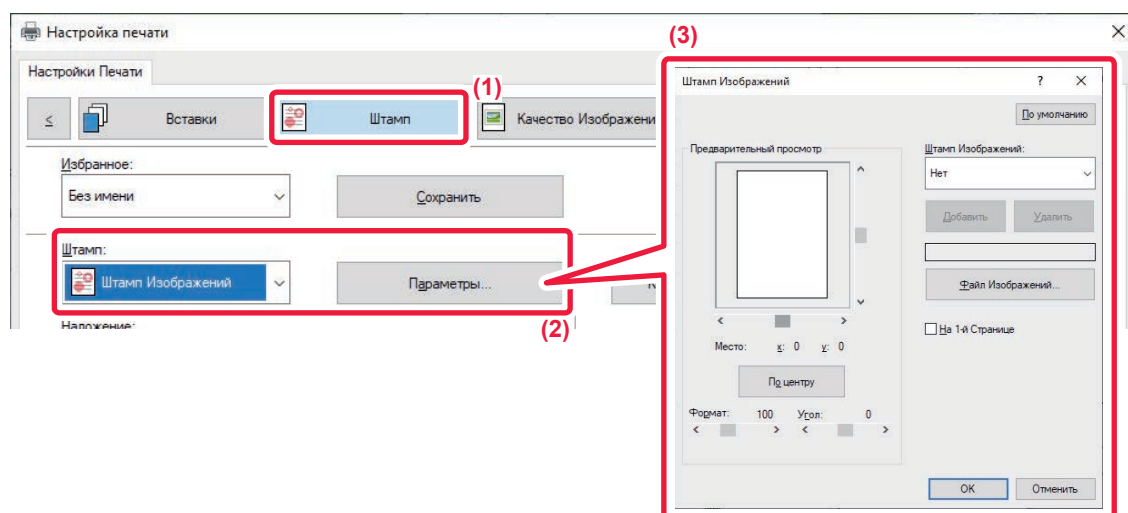 Настройка печати
(3)
Настройки Печати
(1)
<
Вставки
Штамп
Качество Изображени
Избранное:
Без имени
Сохранить
Штамп:
Штамп Изображений
Параметры...
Наложение:
(2)
Штамп Изображений
?
По умолчанию
Предварительный просмотр
Штамп Изображений:
Нет
Добавить
Удалить
Файл Изображений...
На 1-й Странице
Место: x: 0 y: 0
По центру
Формат: 100 Угол: 0
OK
Отменить